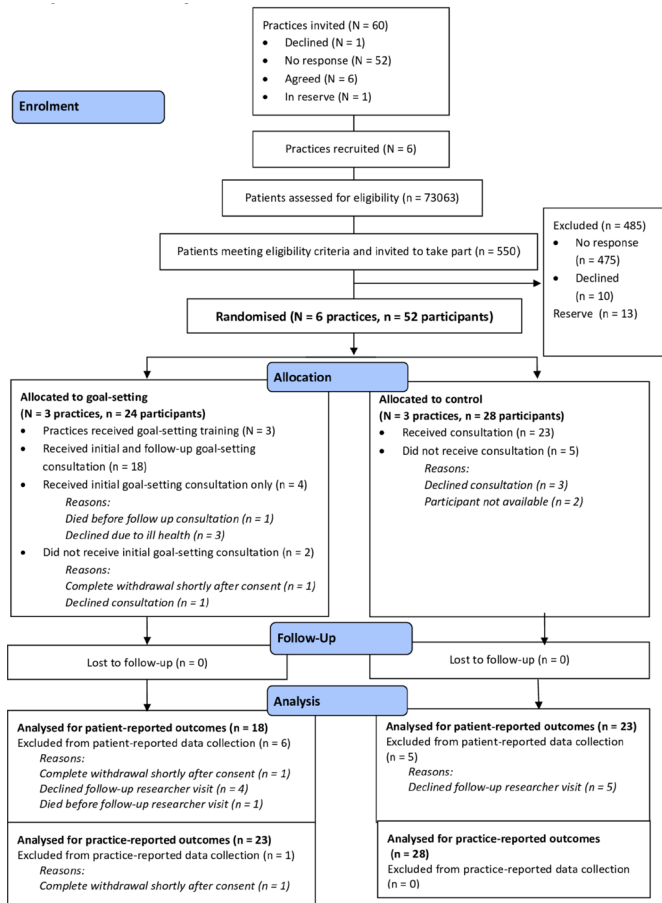 Practices invited (N = 60)
• Declined (N = 1)
• No response (N = 52)
• Agreed (N = 6)
• In reserve (N = 1)
Enrolment
Practices recruited (N = 6)
Patients assessed for eligibility (n = 73063)
Patients meeting eligibility criteria and invited to take part (n = 550)
Excluded (n = 485)
• No response
(n = 475)
• Declined
(n = 10)
Reserve (n = 13)
Randomised (N = 6 practices, n = 52 participants)
Allocation
Allocated to goal-setting
(N = 3 practices, n = 24 participants)
• Practices received goal-setting training (N = 3)
• Received initial and follow-up goal-setting
consultation (n = 18)
• Received initial goal-setting consultation only (n = 4)
Reasons:
Died before follow up consultation (n = 1)
Declined due to ill health (n = 3)
• Did not receive initial goal-setting consultation (n = 2)
Reasons:
Complete withdrawal shortly after consent (n = 1)
Declined consultation (n = 1)
Allocated to control
(N = 3 practices, n = 28 participants)
• Received consultation (n = 23)
• Did not receive consultation (n = 5)
Reasons:
Declined consultation (n = 3)
Participant not available (n = 2)
Follow-Up
Lost to follow-up (n = 0)
Lost to follow-up (n = 0)
Analysis
Analysed for patient-reported outcomes (n = 18)
Excluded from patient-reported data collection (n = 6)
Reasons:
Complete withdrawal shortly after consent (n = 1)
Declined follow-up researcher visit (n = 4)
Died before follow-up researcher visit (n = 1)
Analysed for patient-reported outcomes (n = 23)
Excluded from patient-reported data collection
(n = 5)
Reasons:
Declined follow-up researcher visit (n = 5)
Analysed for practice-reported outcomes (n = 23)
Excluded from practice-reported data collection (n = 1)
Reasons:
Complete withdrawal shortly after consent (n = 1)
Analysed for practice-reported outcomes
(n = 28)
Excluded from practice-reported data collection
(n = 0)